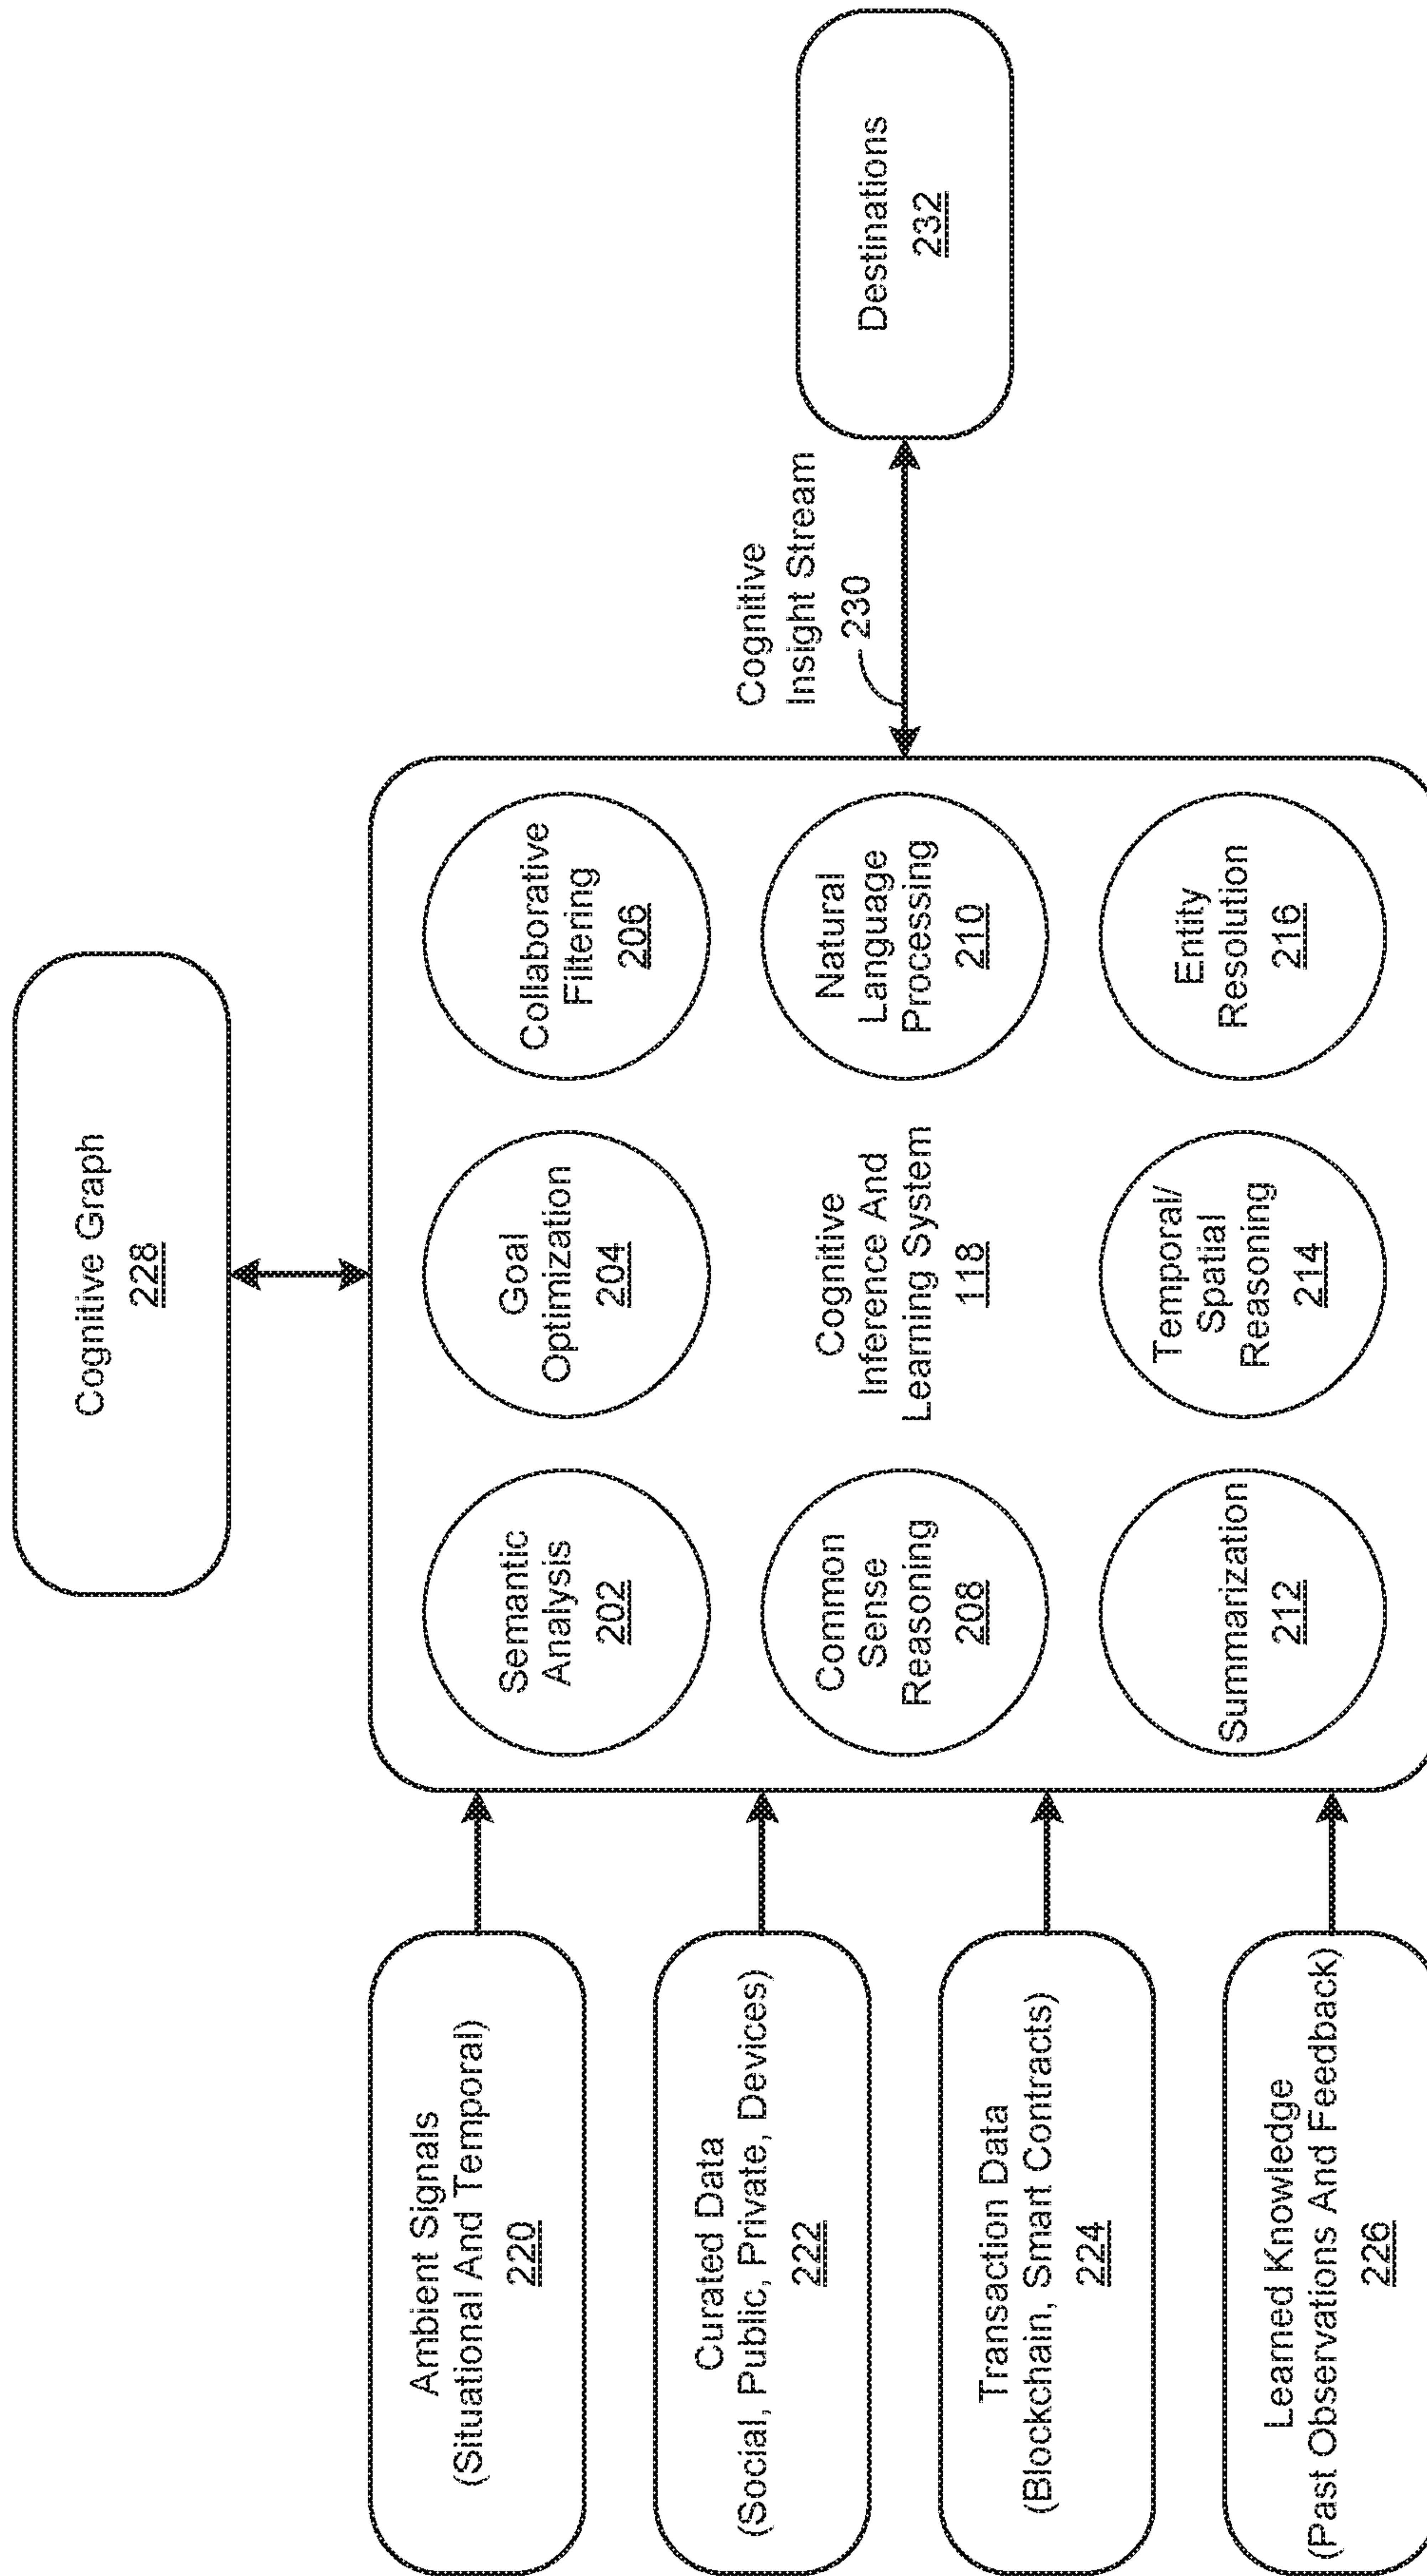 Cognitive Graph
228
Ambient Signals
(Situational And Temporal)
220
Curated Data
(Social, Public, Private, Devices)
222
Transaction Data
(Blockchain, Smart Contracts)
224
Learned Knowledge
(Past Observations And Feedback)
226
Semantic
Analysis
202
Goal
Optimization
204
Collaborative
Filtering
206
Common
Sense
Reasoning
208
Cognitive
Inference And
Learning System
118
Natural
Language
Processing
210
Summarization
212
Temporal/
Spatial
Reasoning
214
Entity
Resolution
216
Cognitive
Insight Stream
230
Destinations
232